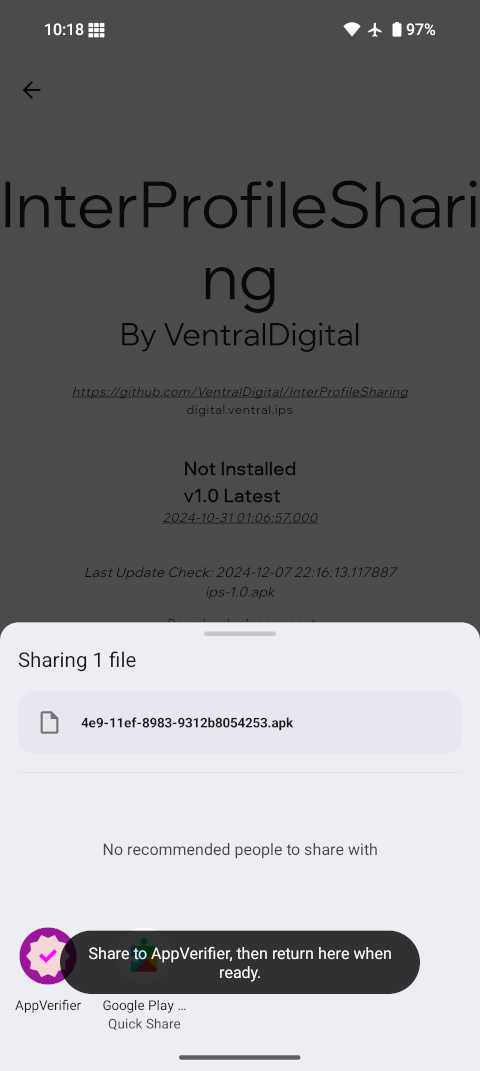 10:18
97%
InterProfileShari
ng
By VentralDigital
https://github.com/VentralDigital/InterProfileSharing
digital.ventral.ips
Not Installed
v1.0 Latest
2024-10-31 01:06:57.000
Last Update Check: 2024-12-07 22:16:13.117887
ips-1.0.apk
Sharing 1 file
4e9-11ef-8983-9312b8054253.apk
No recommended people to share with
Share to AppVerifier, then return here when
ready.
AppVerifier
Google Play ...
Quick Share